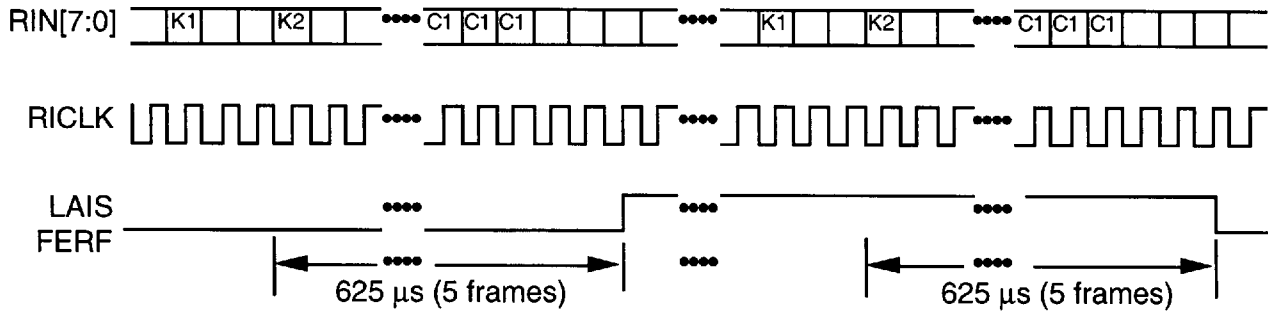 RIN[7:0] K1 K2 C1 C1 C1 K1 K2 C1 C1 C1
RICLK
LAIS
FERF
625 µs (5 frames) 625 µs (5 frames)